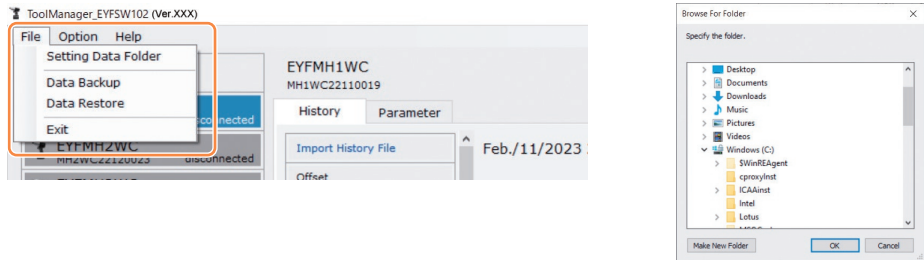 ToolManager_EYFSW102 (Ver.XXX)
File Option Help
Setting Data Folder
Data Backup
Data Restore
Exit
disconnected
EYFMH2WC
MH2WC22120023 disconnected
EYFMH1WC
MH1WC22110019
History Parameter
Import History File
Offset
Feb./11/2023
Browse For Folder
Specify the folder.
Desktop
Documents
Downloads
Music
Pictures
Videos
Windows (C:)
$WinREAgent
cproxyInst
ICAAinst
Intel
Lotus
Make New Folder OK Cancel